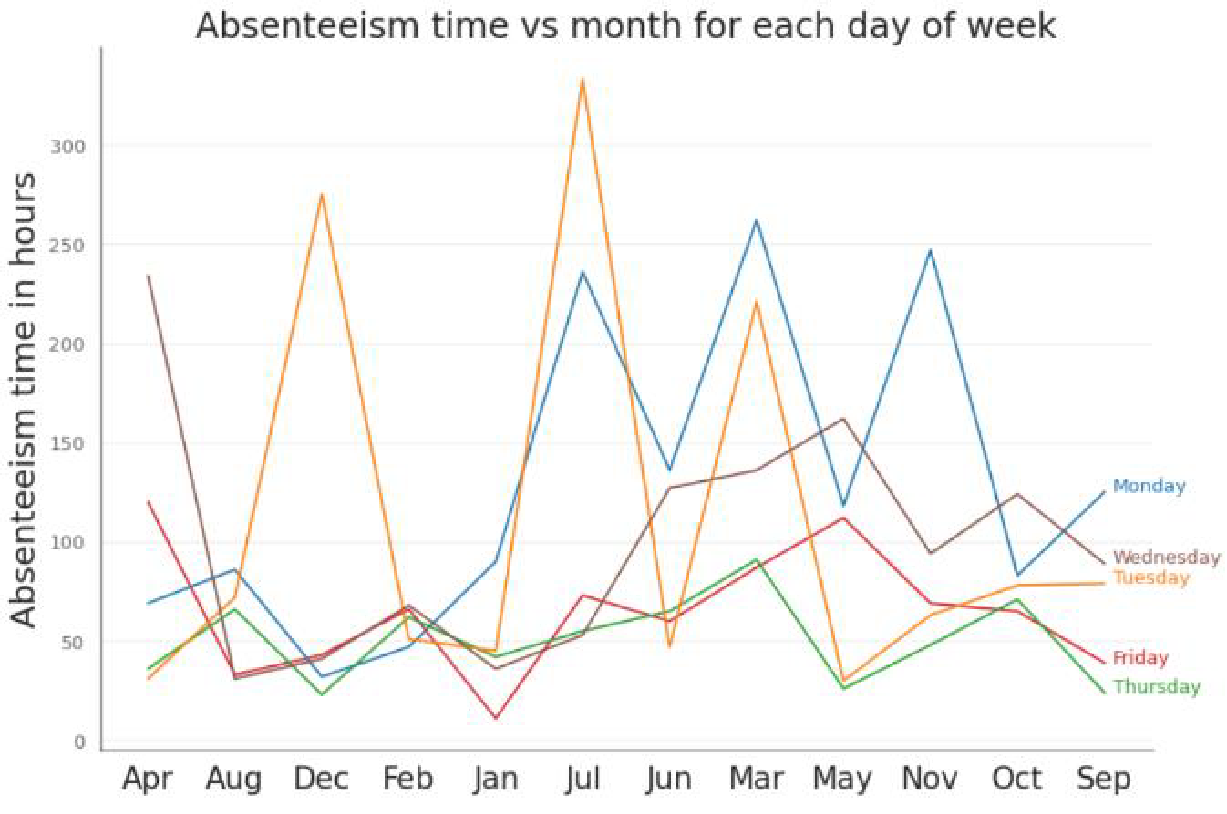 Absenteeism time vs month for each day of week
Absenteeism time in hours
300
250
200
150
100
50
0
Monday
Wednesday
Tuesday
Friday
Thursday
Apr Aug Dec Feb Jan Jul Jun Mar May Nov Oct Sep